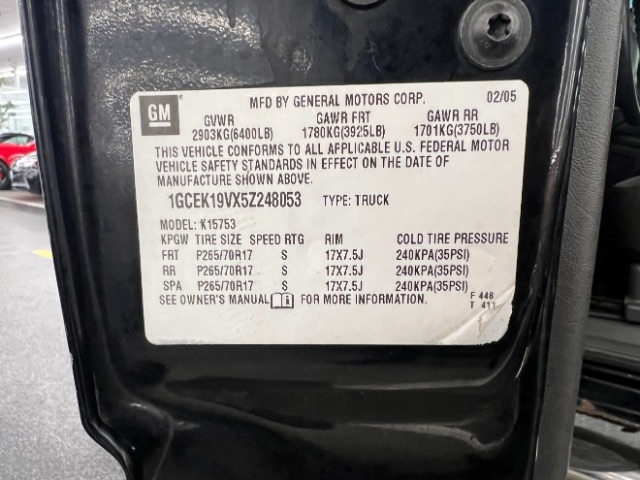 GM
MFD BY GENERAL MOTORS CORP. 02/05
GVWR GAWR FRT GAWR RR
2903KG(6400LB) 1780KG(3925LB) 1701KG(3750LB)
THIS VEHICLE CONFORMS TO ALL APPLICABLE U.S. FEDERAL MOTOR
VEHICLE SAFETY STANDARDS IN EFFECT ON THE DATE OF
MANUFACTURE SHOWN ABOVE.
1GCEK19VX5Z248053 TYPE: TRUCK
MODEL: K15753
KPGW TIRE SIZE SPEED RTG RIM COLD TIRE PRESSURE
FRT P265/70R17 S 17X7.5J 240KPA(35PSI)
RR P265/70R17 S 17X7.5J 240KPA(35PSI)
SPA P265/70R17 S 17X7.5J 240KPA(35PSI)
SEE OWNER'S MANUAL FOR MORE INFORMATION.
F 448
T 411